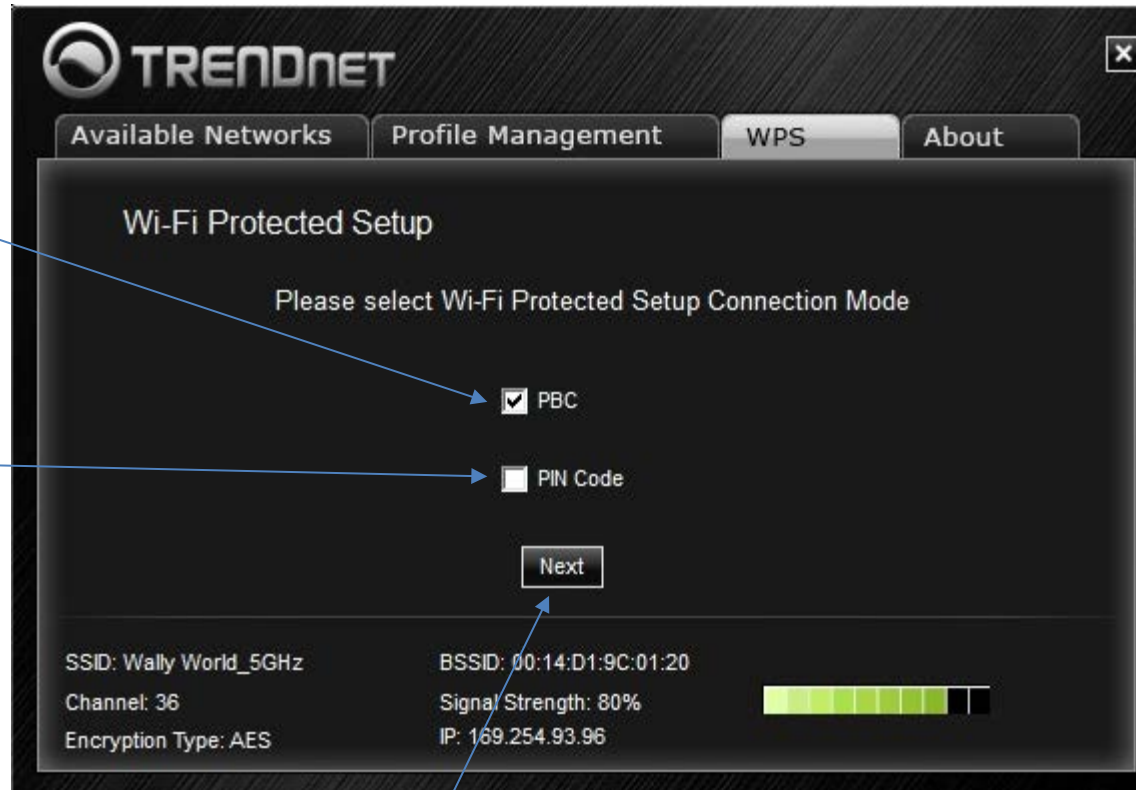 TRENDNET
Available Networks
Profile Management
WPS
About
Wi-Fi Protected Setup
Please select Wi-Fi Protected Setup Connection Mode
PBC
PIN Code
Next
SSID: Wally World_5GHz
BSSID: 00:14:D1:9C:01:20
Channel: 36
Signal Strength: 80%
Encryption Type: AES
IP: 169.254.93.96